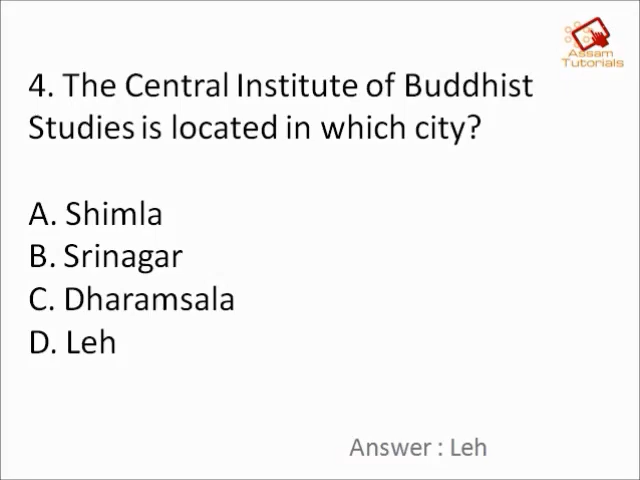 Assam
Tutorials
4. The Central Institute of Buddhist
Studies is located in which city?
A. Shimla
B. Srinagar
C. Dharamsala
D. Leh
Answer : Leh